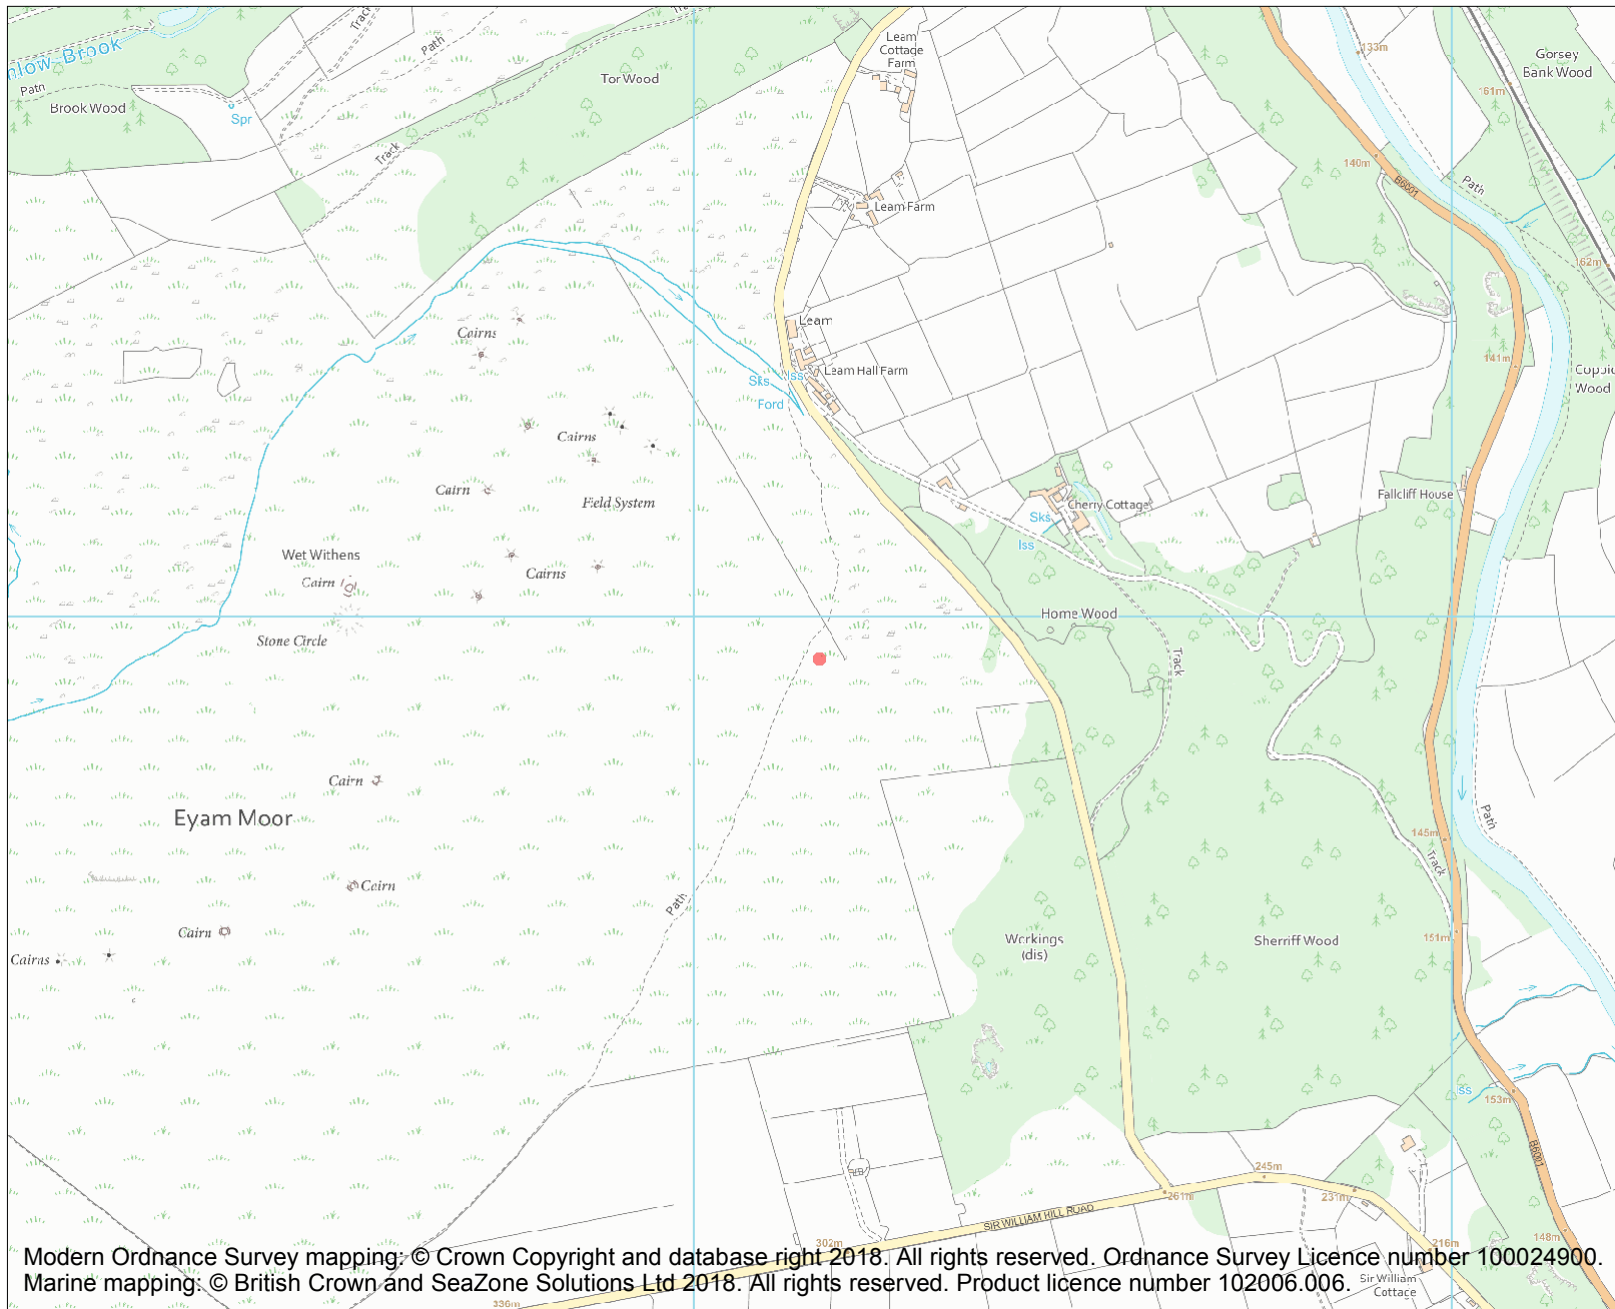 Leam
Cottage
Farm
133m
Gorsey
Bank Wood
Track
Path
nlow Brook
Path
Brook Wood
Spr
Tor Wood
161m
Track
140m
B6001
Path
Leam Farm
162m
Cairns
Leam
Leam Hall Farm
Sks
Iss
Ford
141m
Wood
Cairns
Cairn
Field System
Fallcliff House
Cherry Cottage
Sks
Iss
Wet Withens
Cairn
Cairns
Home Wood
Stone Circle
Track
Cairn
Eyam Moor
Path
145m
Track
Cairn
Path
Cairn
Workings
(dis)
Sherriff Wood
151m
Cairns
Iss
153m
B6001
245m
261m
231m
SIR WILLIAM HILL ROAD
302m
216m
148m
Modern Ordnance Survey mapping: © Crown Copyright and database right 2018. All rights reserved. Ordnance Survey Licence number 100024900.
Marine mapping: © British Crown and SeaZone Solutions Ltd 2018. All rights reserved. Product licence number 102006.006.
Sir William
Cottage
336m